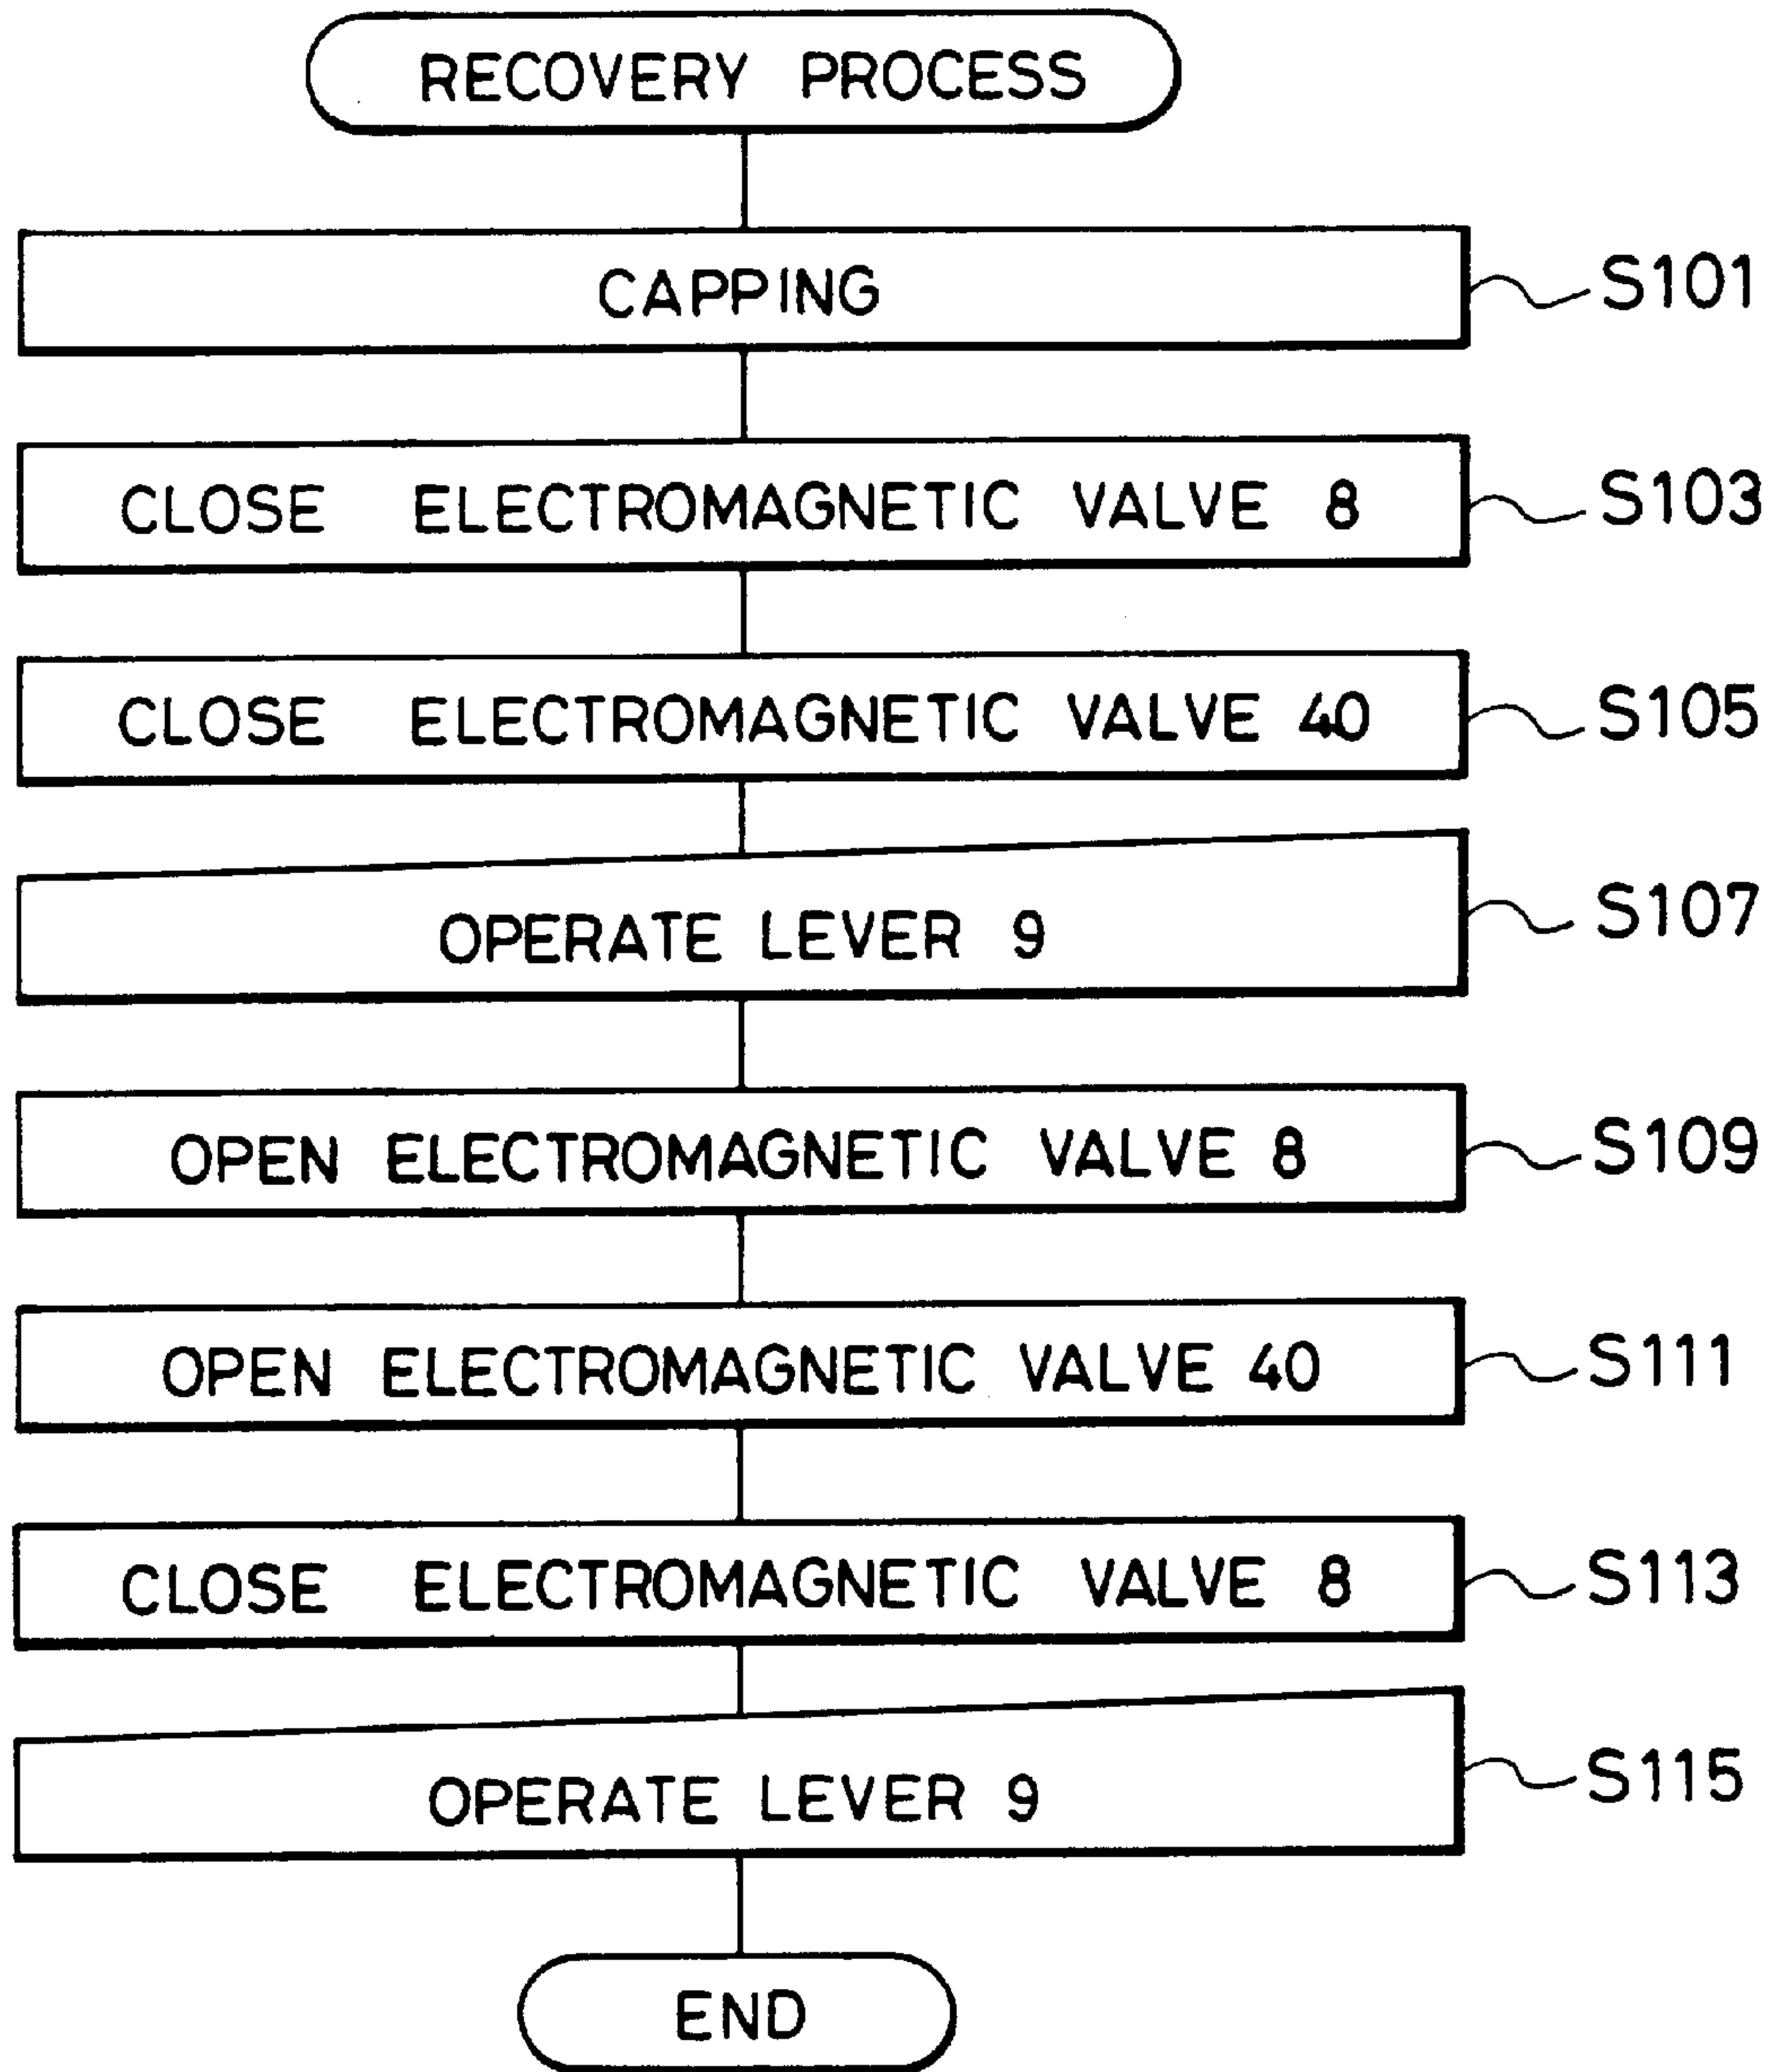 RECOVERY PROCESS
CAPPING
S101
CLOSE ELECTROMAGNETIC VALVE 8
S103
CLOSE ELECTROMAGNETIC VALVE 40
S105
OPERATE LEVER 9
S107
OPEN ELECTROMAGNETIC VALVE 8
S109
OPEN ELECTROMAGNETIC VALVE 40
S111
CLOSE ELECTROMAGNETIC VALVE 8
S113
OPERATE LEVER 9
S115
END